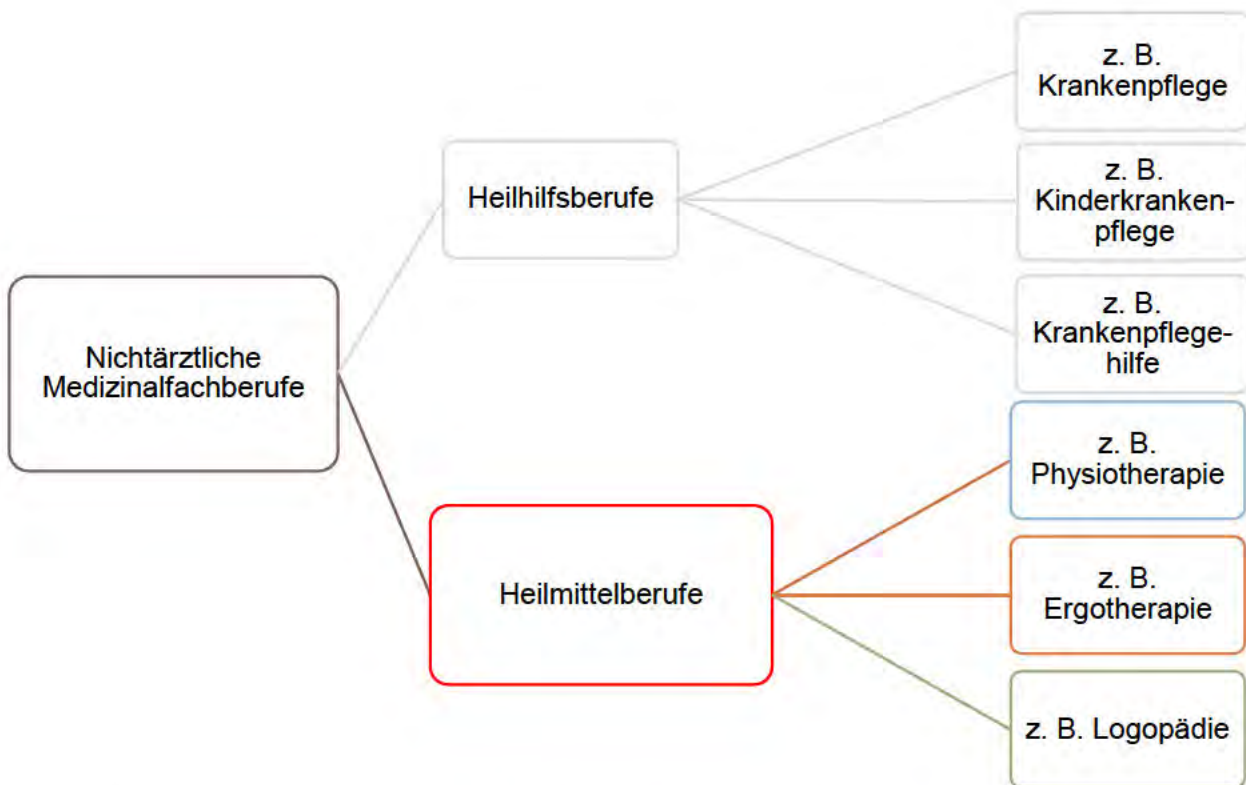 z. B.
Krankenpflege
z. B.
Kinderkranken-
pflege
z. B.
Krankenpflege-
hilfe
Heilhilfsberufe
Nichtärztliche
Medizinalfachberufe
Heilmittelberufe
z. B.
Physiotherapie
z. B.
Ergotherapie
z. B. Logopädie